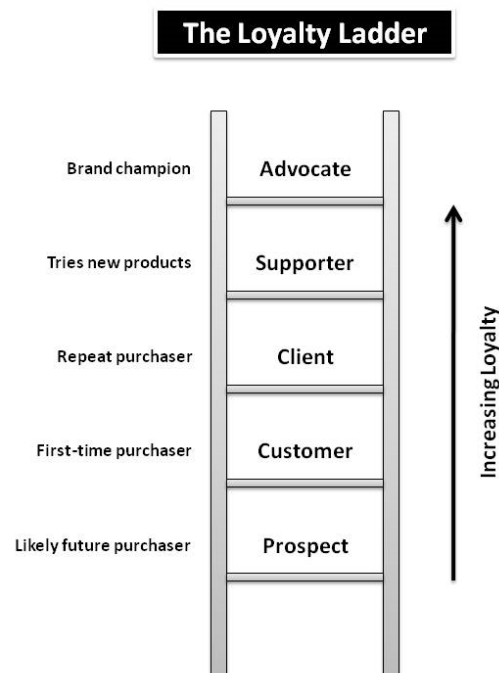 The Loyalty Ladder
Brand champion
Advocate
Tries new products
Supporter
Repeat purchaser
Client
First-time purchaser
Customer
Likely future purchaser
Prospect
Increasing Loyalty